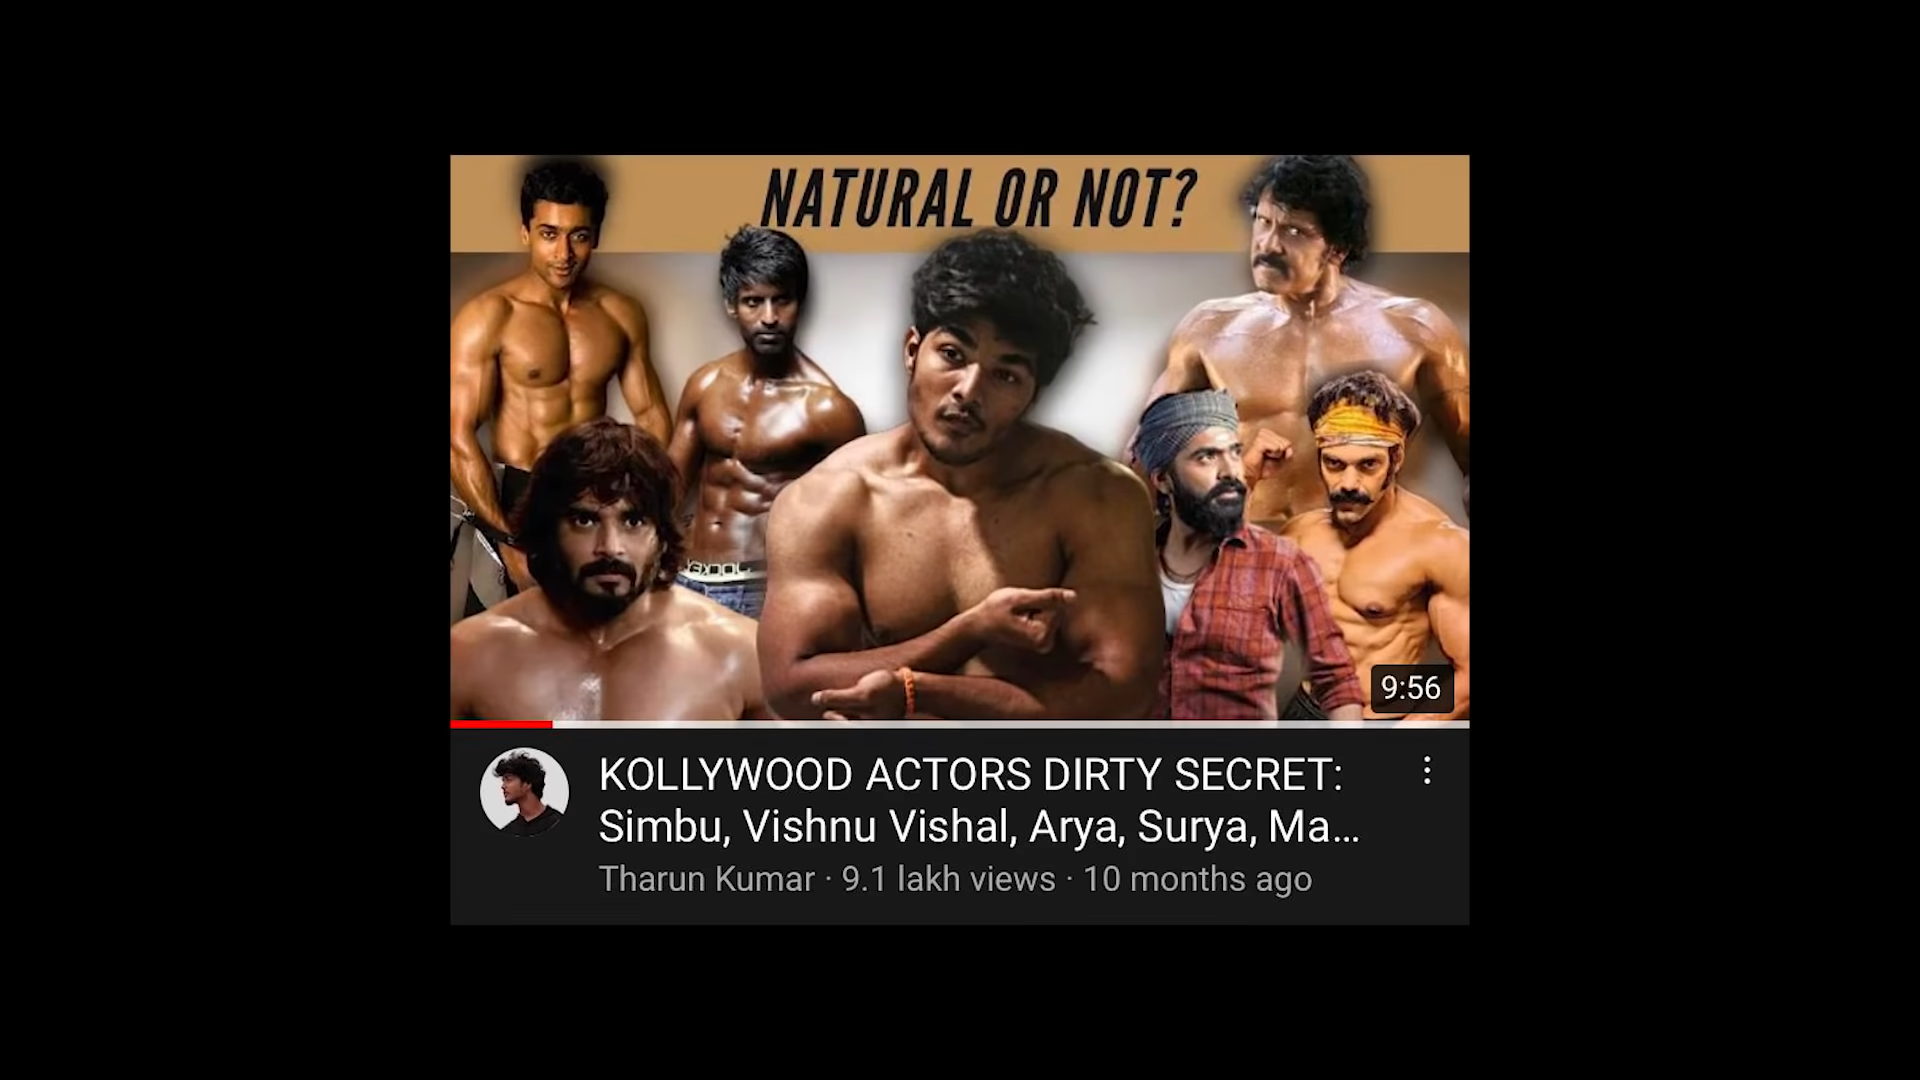 NATURAL OR NOT?
JOCKEY
9:56
KOLLYWOOD ACTORS DIRTY SECRET:
Simbu, Vishnu Vishal, Arya, Surya, Ma...
Tharun Kumar · 9.1 lakh views · 10 months ago